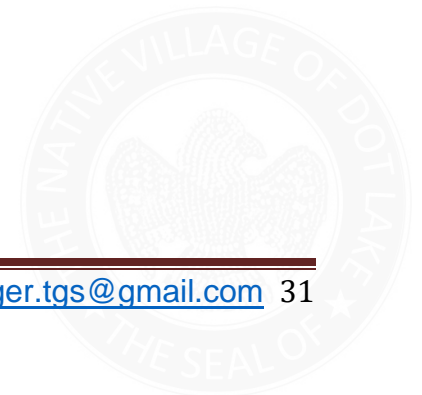 THE NATIVE VILLAGE OF DOT LAKE
ger.tgs@gmail.com 31
THE SEAL OF